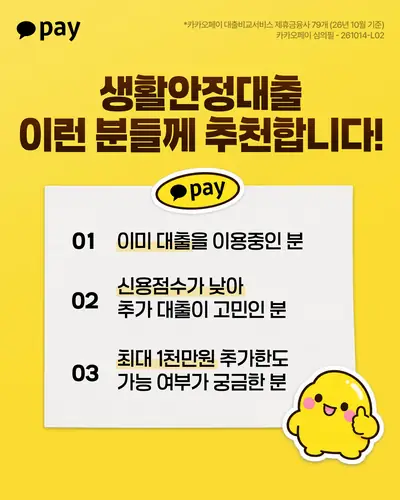 pay
*카카오페이 대출비교서비스 제휴금융사 79개 (26년 10월 기준)
카카오페이 심의필 - 261014-L02
생활안정대출
이런 분들께 추천합니다!
pay
01 이미 대출을 이용중인 분
02 신용점수가 낮아
추가 대출이 고민인 분
03 최대 1천만원 추가한도
가능 여부가 궁금한 분